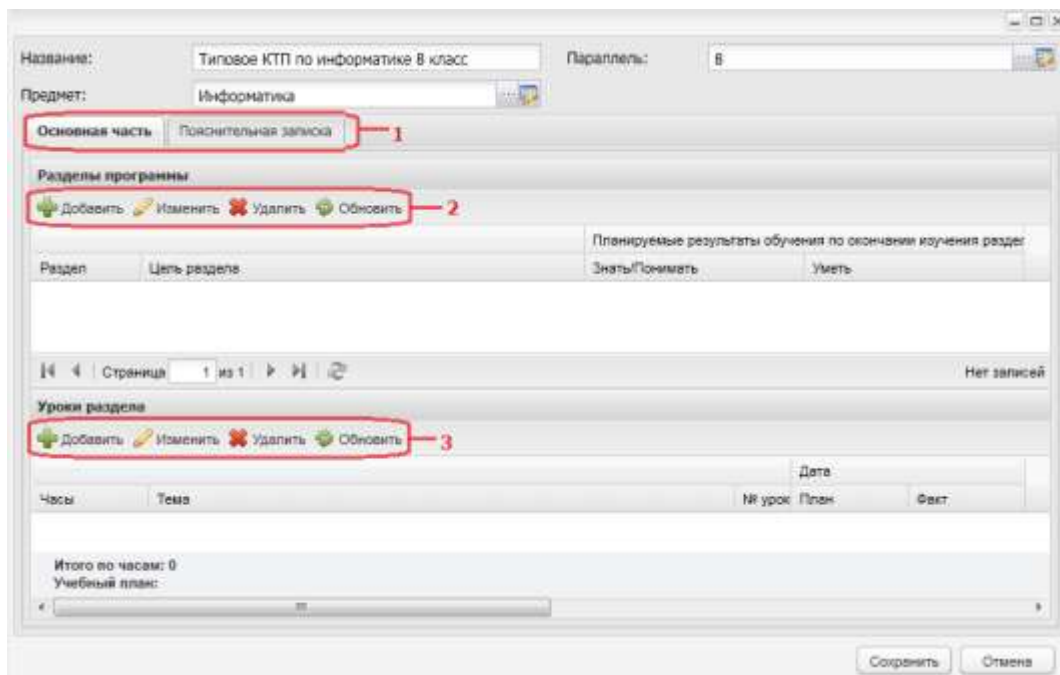 Название: Типовое КТП по информатике 8 класс Параллель: 8
Предмет: Информатика
Основная часть Пояснительная записка 1
Разделы программы
Добавить Изменить Удалить Обновить 2
Планируемые результаты обучения по окончании изучения раздел
Раздел Цель раздела Знать/Понимать Уметь
Страница 1 из 1 Нет записей
Уроки раздела
Добавить Изменить Удалить Обновить 3
Дата
Часы Тема № урок План Факт
Итого по часам: 0
Учебный план:
Сохранить Отмена